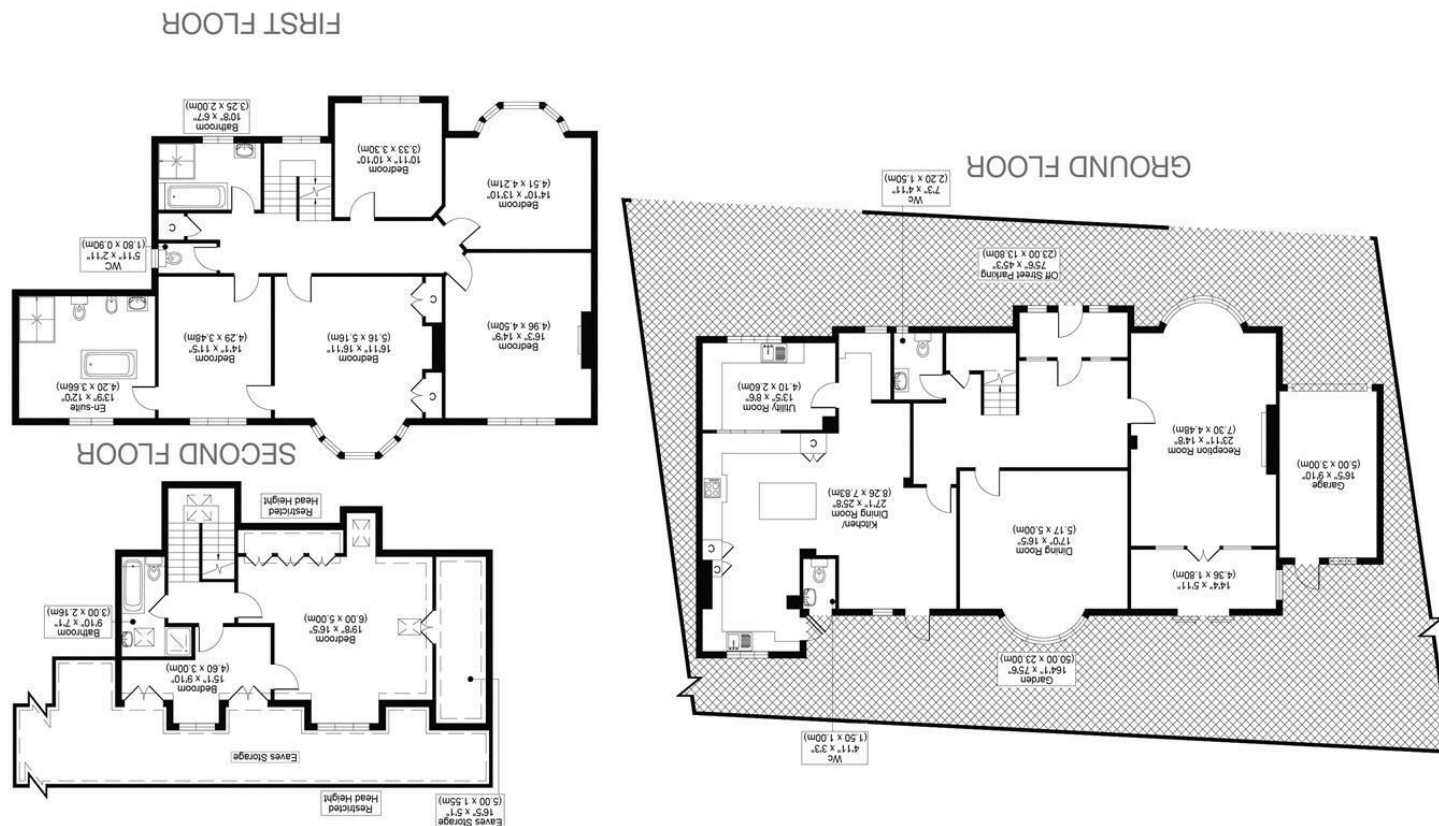 Wc
4'11" x 3'3"
(1.50 x 1.00m)
Garden
164'1" x 75'6"
(50.00 x 23.00m)
14'4" x 5'11"
(4.36 x 1.80m)
Dining Room
17'0" x 16'5"
(5.17 x 5.00m)
Kitchen/
Dining Room
27'1" x 25'8"
(8.26 x 7.83m)
C
C
C
Garage
16'5" x 9'10"
(5.00 x 3.00m)
Reception Room
23'11" x 14'8"
(7.30 x 4.48m)
Utility Room
13'5" x 8'6"
(4.10 x 2.60m)
Off Street Parking
75'6" x 45'3"
(23.00 x 13.80m)
Wc
7'3" x 4'11"
(2.20 x 1.50m)
GROUND FLOOR
Eaves Storage
16'5" x 5'1"
(5.00 x 1.55m)
Restricted
Head Height
Eaves Storage
Bedroom
15'1" x 9'10"
(4.60 x 3.00m)
Bedroom
19'8" x 16'5"
(6.00 x 5.00m)
Bathroom
9'10" x 7'1"
(3.00 x 2.16m)
Restricted
Head Height
SECOND FLOOR
En-suite
13'9" x 12'0"
(4.20 x 3.66m)
C
C
Bedroom
16'3" x 14'9"
(4.96 x 4.50m)
Bedroom
16'11" x 16'11"
(5.16 x 5.16m)
Bedroom
14'1" x 11'5"
(4.29 x 3.48m)
WC
5'11" x 2'11"
(1.80 x 0.90m)
C
Bedroom
14'10" x 13'10"
(4.51 x 4.21m)
Bedroom
10'11" x 10'10"
(3.33 x 3.30m)
Bathroom
10'8" x 6'7"
(3.25 x 2.00m)
FIRST FLOOR